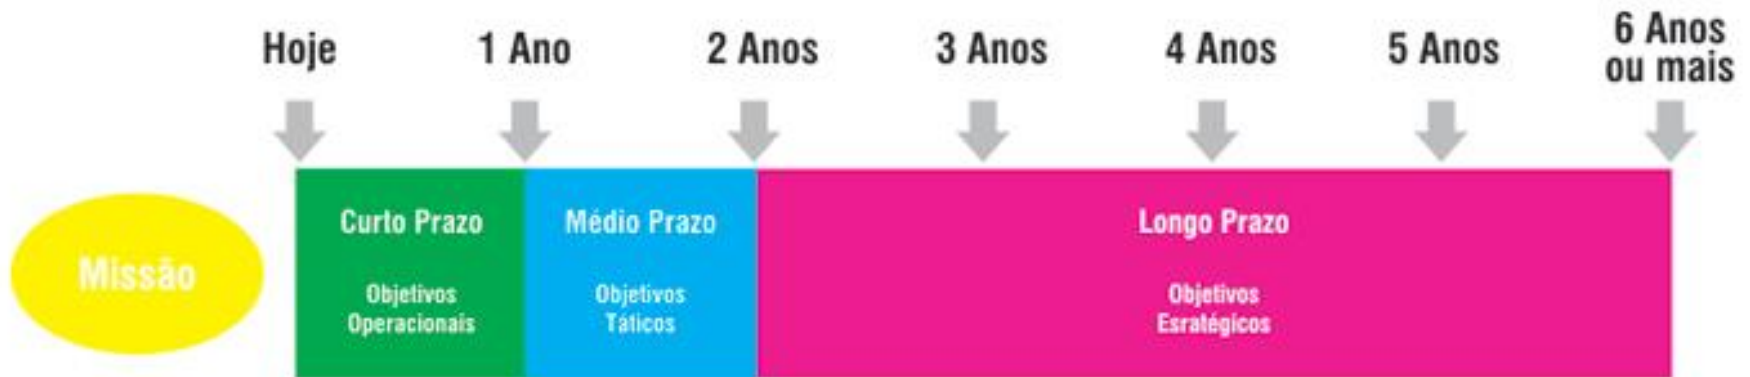 Hoje
1 Ano
2 Anos
3 Anos
4 Anos
5 Anos
6 Anos
ou mais
Missão
Curto Prazo
Objetivos
Operacionais
Médio Prazo
Objetivos
Táticos
Longo Prazo
Objetivos
Esratégicos